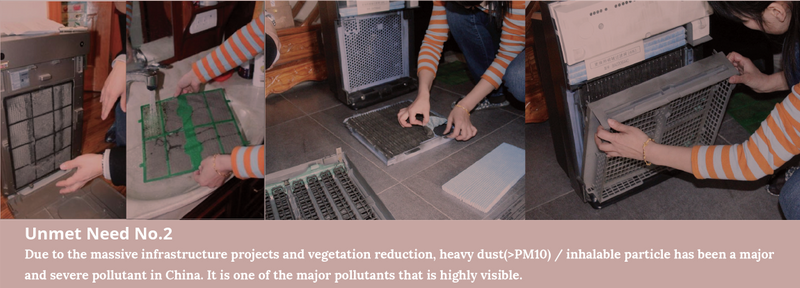 Unmet Need No.2
Due to the massive infrastructure projects and vegetation reduction, heavy dust(>PM10) / inhalable particle has been a major
and severe pollutant in China. It is one of the major pollutants that is highly visible.